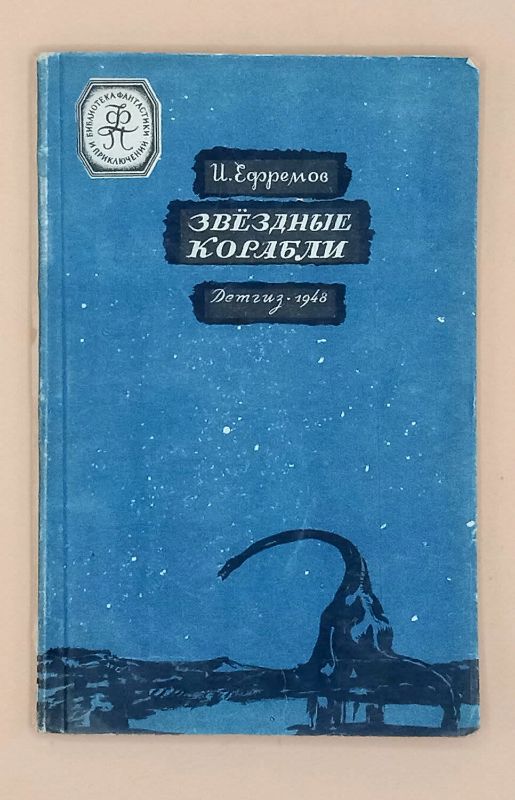 БИБЛИОТЕКА ФАНТАСТИКИ
И ПРИКЛЮЧЕНИЙ
ФП
И. Ефремов
ЗВЁЗДНЫЕ
КОРАБЛИ
Детгиз · 1948